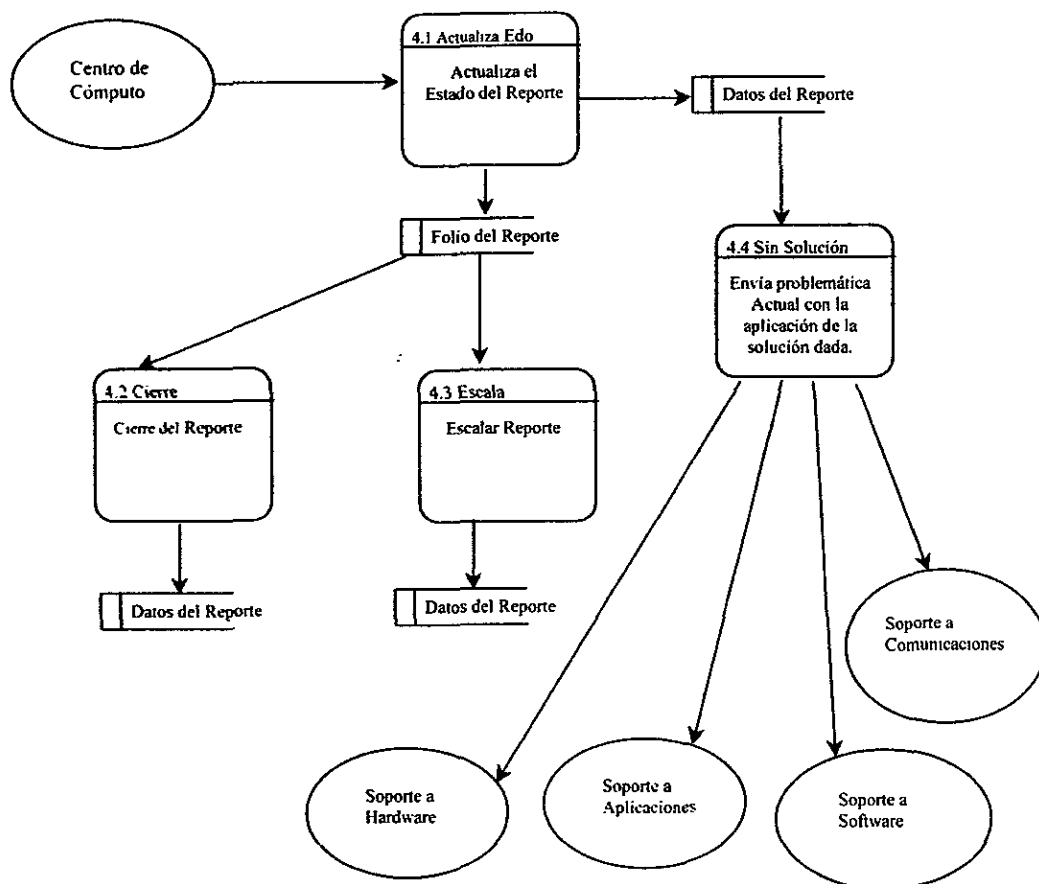 4.1 Actualiza Edo
Centro de
Cómputo
Actualiza el
Estado del Reporte
Datos del Reporte
Folio del Reporte
4.4 Sin Solución
Envía problemática
Actual con la
aplicación de la
solución dada.
4.2 Cierre
Cierre del Reporte
4.3 Escala
Escalar Reporte
Datos del Reporte
Datos del Reporte
Soporte a
Comunicaciones
Soporte a
Hardware
Soporte a
Aplicaciones
Soporte a
Software